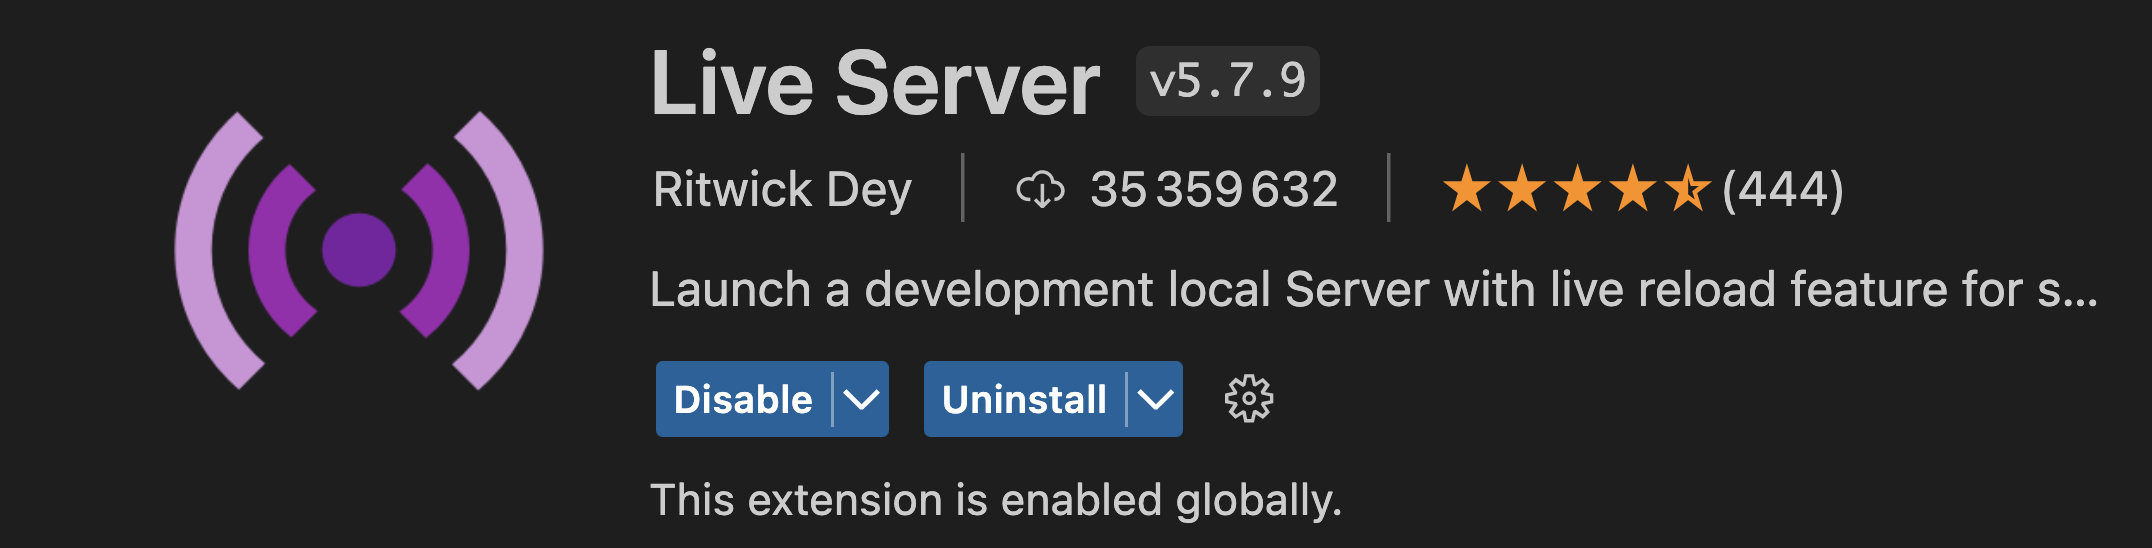 Live Server v5.7.9
Ritwick Dey 35 359 632 (444)
Launch a development local Server with live reload feature for s...
Disable Uninstall
This extension is enabled globally.